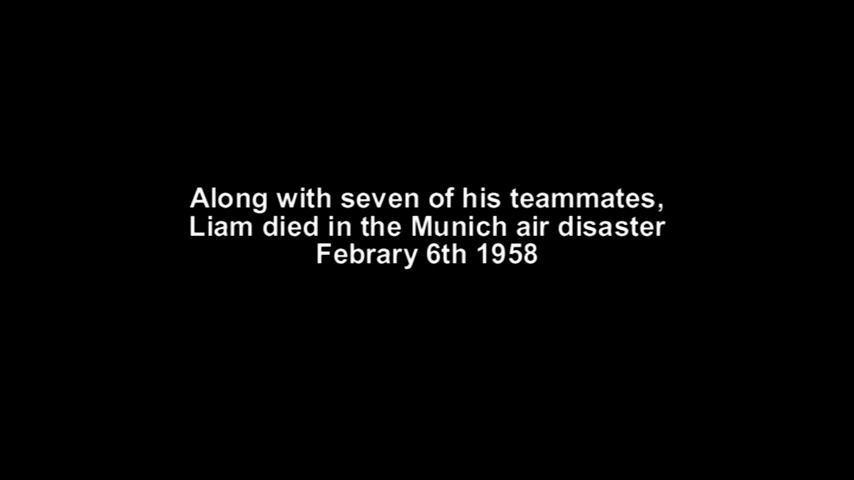 Along with seven of his teammates,
Liam died in the Munich air disaster
Febrary 6th 1958